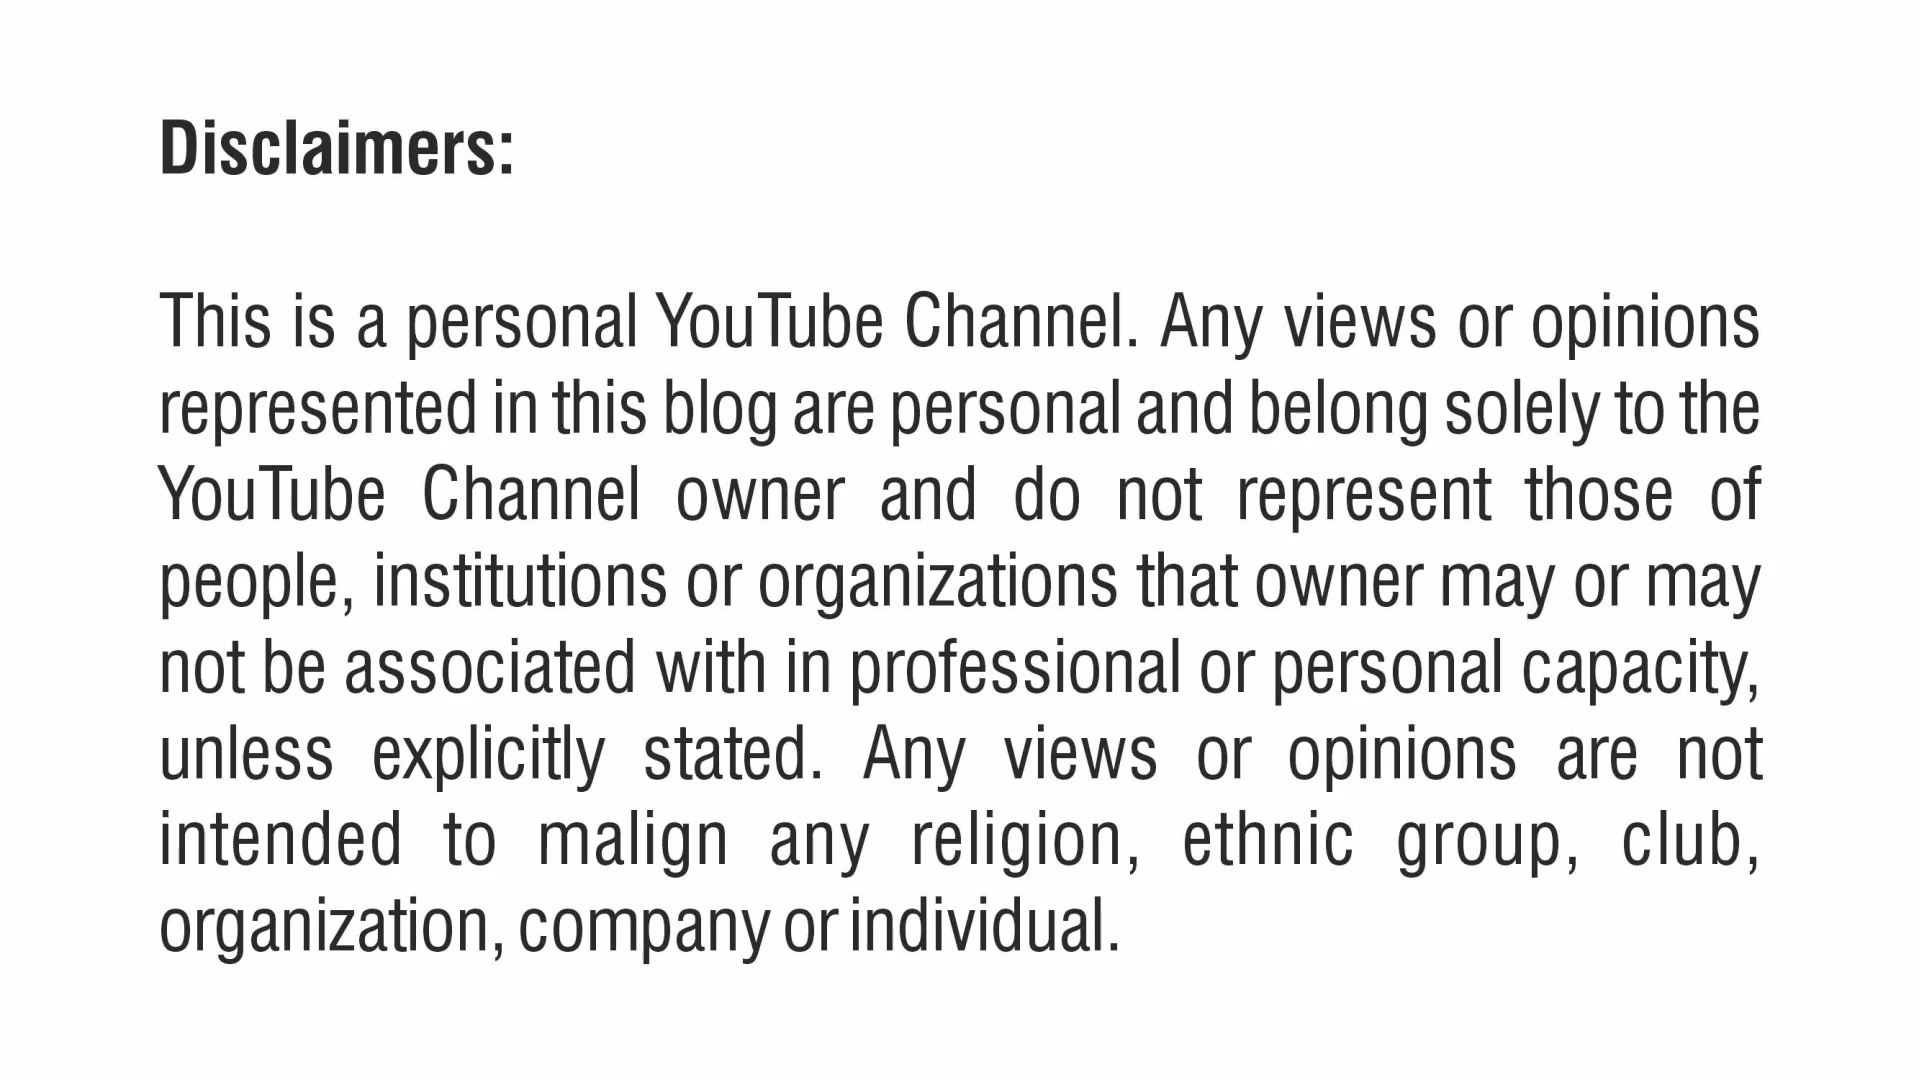 Disclaimers:
This is a personal YouTube Channel. Any views or opinions
represented in this blog are personal and belong solely to the
YouTube Channel owner and do not represent those of
people, institutions or organizations that owner may or may
not be associated with in professional or personal capacity,
unless explicitly stated. Any views or opinions are not
intended to malign any religion, ethnic group, club,
organization, company or individual.